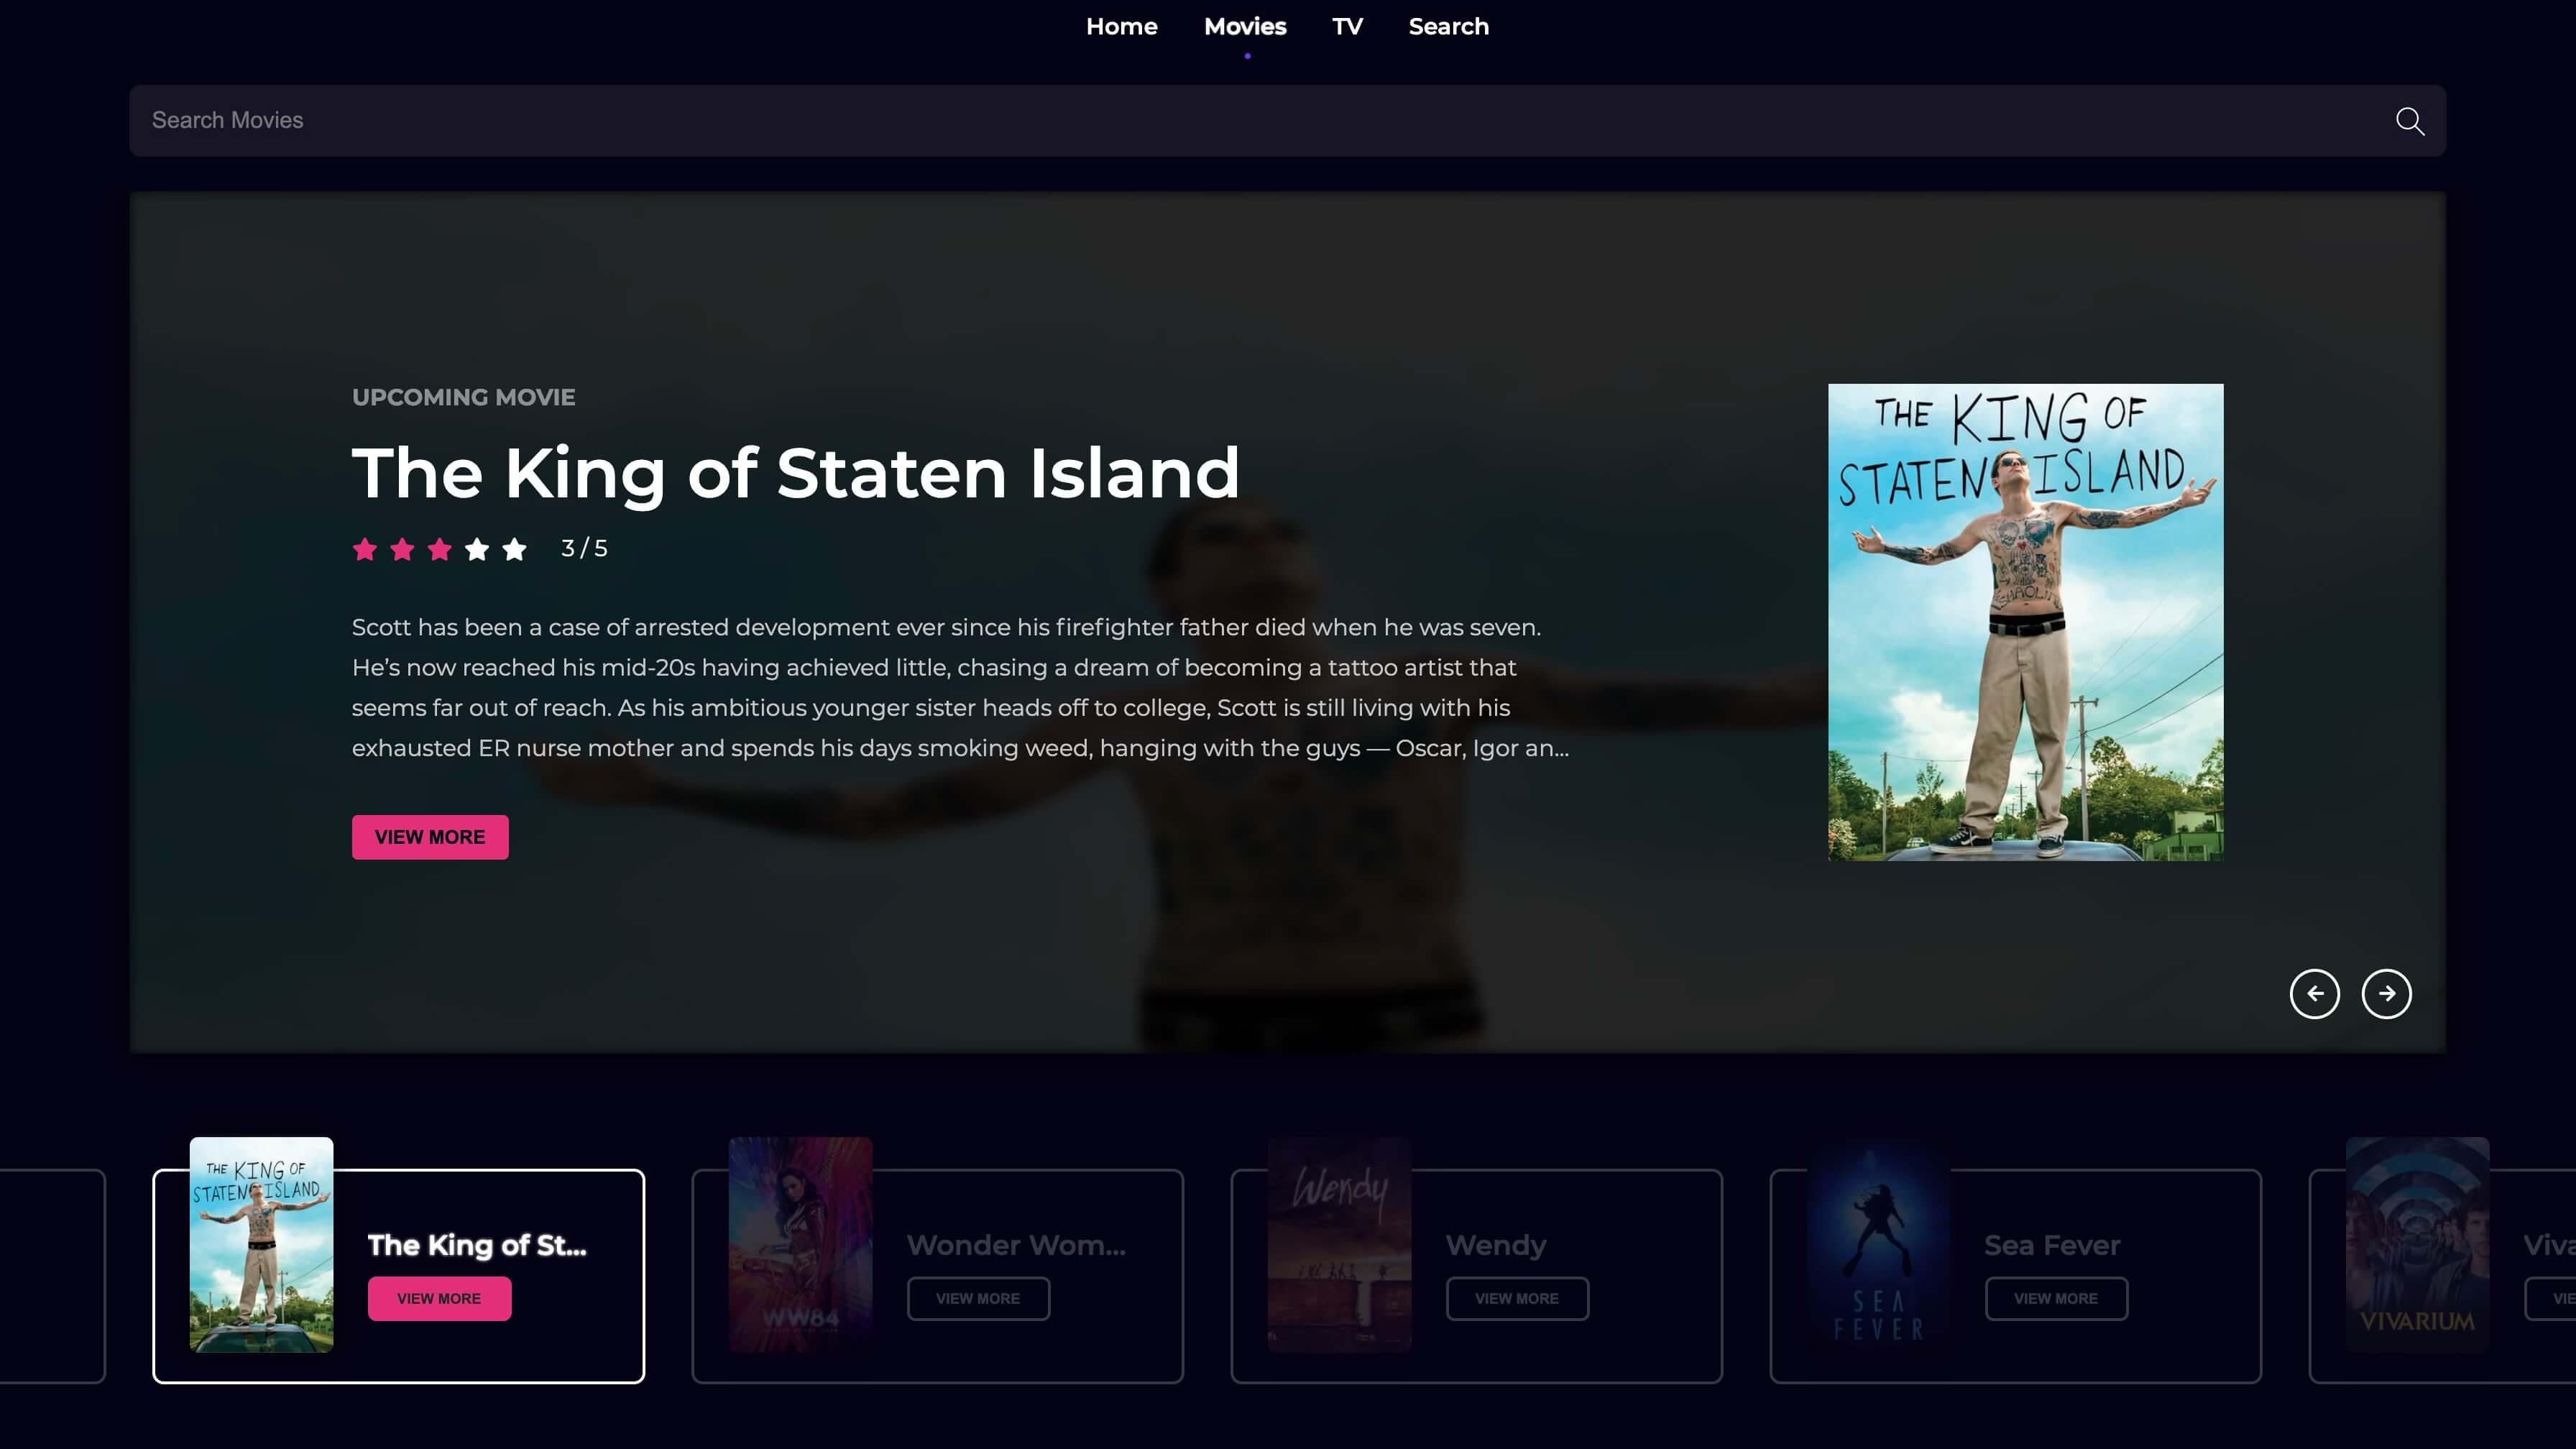 Home Movies TV Search
Search Movies
UPCOMING MOVIE
The King of Staten Island
3 / 5
Scott has been a case of arrested development ever since his firefighter father died when he was seven.
He’s now reached his mid-20s having achieved little, chasing a dream of becoming a tattoo artist that
seems far out of reach. As his ambitious younger sister heads off to college, Scott is still living with his
exhausted ER nurse mother and spends his days smoking weed, hanging with the guys — Oscar, Igor an...
VIEW MORE
THE KING OF
STATEN ISLAND
SHAOLIN
THE KING OF
STATEN ISLAND
The King of St...
VIEW MORE
WW84
Wonder Wom...
VIEW MORE
Wendy
Wendy
VIEW MORE
SEA
FEVER
Sea Fever
VIEW MORE
VIVARIUM
Viva
VIE